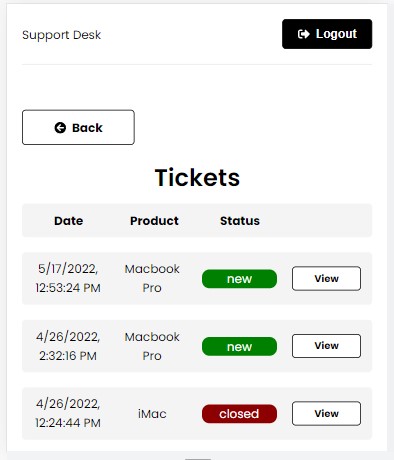 Support Desk
Logout
Back
Tickets
Date Product Status
5/17/2022, 12:53:24 PM Macbook Pro new View
4/26/2022, 2:32:16 PM Macbook Pro new View
4/26/2022, 12:24:44 PM iMac closed View